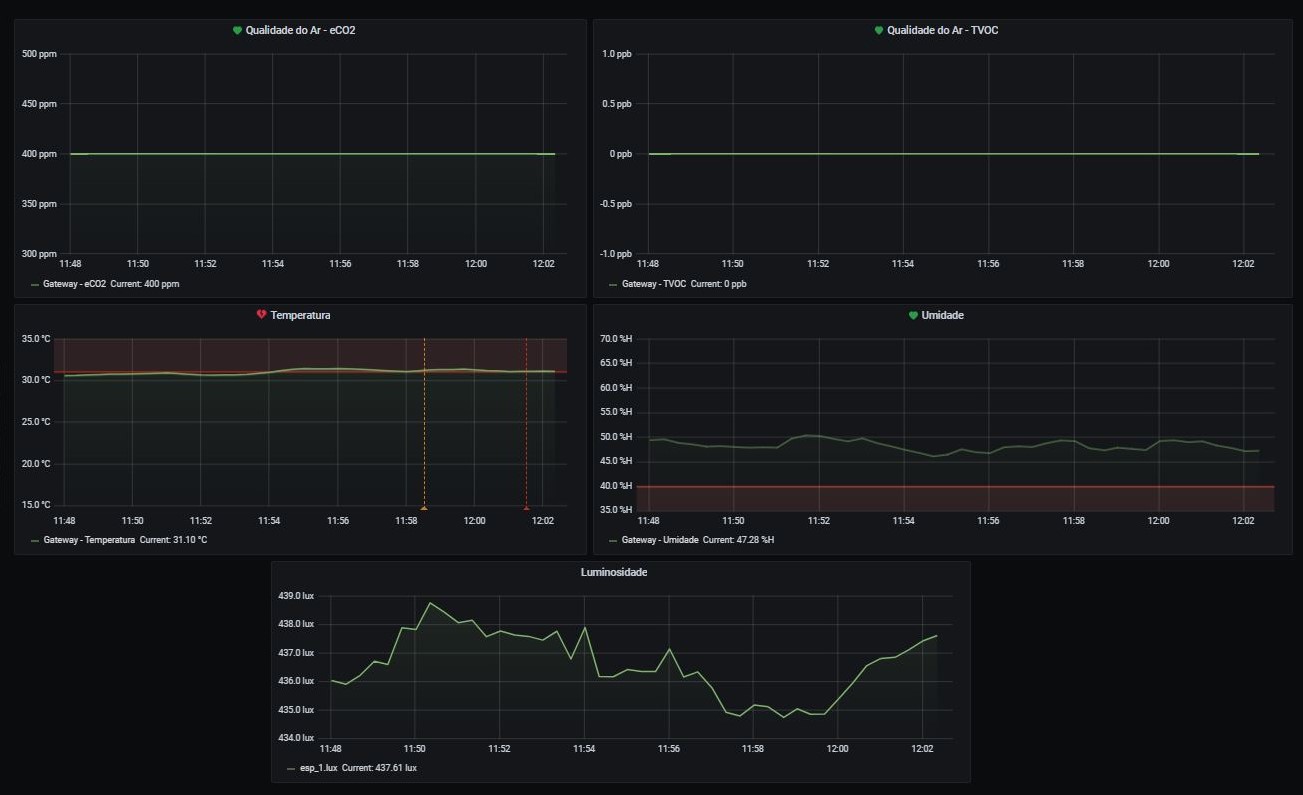 Qualidade do Ar - eCO2
500 ppm
450 ppm
400 ppm
350 ppm
300 ppm
11:48 11:50 11:52 11:54 11:56 11:58 12:00 12:02
Gateway - eCO2 Current: 400 ppm
Qualidade do Ar - TVOC
1.0 ppb
0.5 ppb
0 ppb
-0.5 ppb
-1.0 ppb
11:48 11:50 11:52 11:54 11:56 11:58 12:00 12:02
Gateway - TVOC Current: 0 ppb
Temperatura
35.0 °C
30.0 °C
25.0 °C
20.0 °C
15.0 °C
11:48 11:50 11:52 11:54 11:56 11:58 12:00 12:02
Gateway - Temperatura Current: 31.10 °C
Umidade
70.0 %H
65.0 %H
60.0 %H
55.0 %H
50.0 %H
45.0 %H
40.0 %H
35.0 %H
11:48 11:50 11:52 11:54 11:56 11:58 12:00 12:02
Gateway - Umidade Current: 47.28 %H
Luminosidade
439.0 lux
438.0 lux
437.0 lux
436.0 lux
435.0 lux
434.0 lux
11:48 11:50 11:52 11:54 11:56 11:58 12:00 12:02
esp_1.lux Current: 437.61 lux